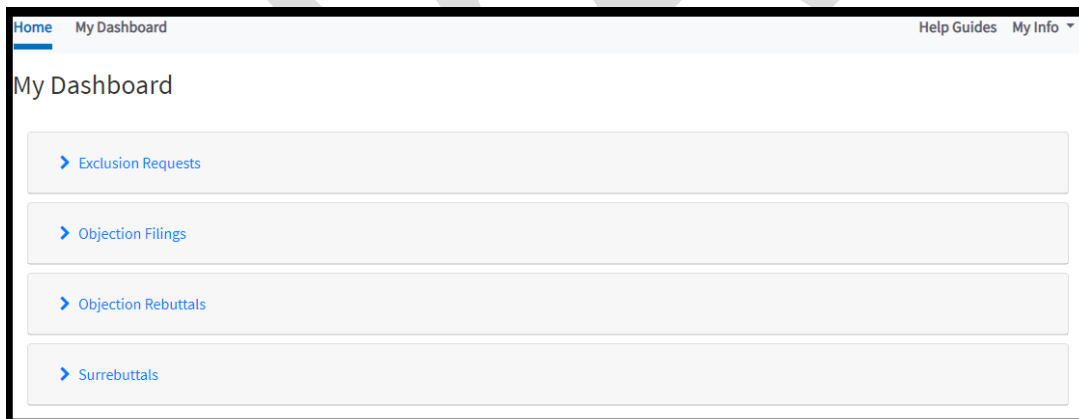 Home My Dashboard Help Guides My Info
My Dashboard
Exclusion Requests
Objection Filings
Objection Rebuttals
Surrebuttals